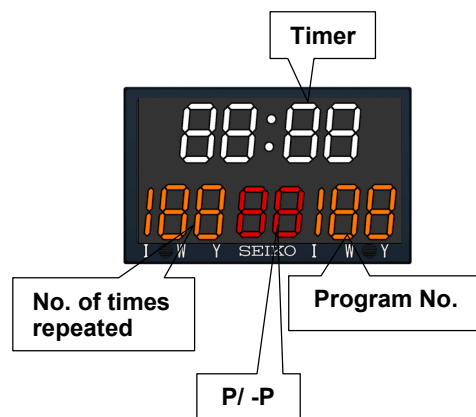 Timer
88:88
188 88 188
I W Y SEIKO I W Y
No. of times
repeated
Program No.
P/ -P